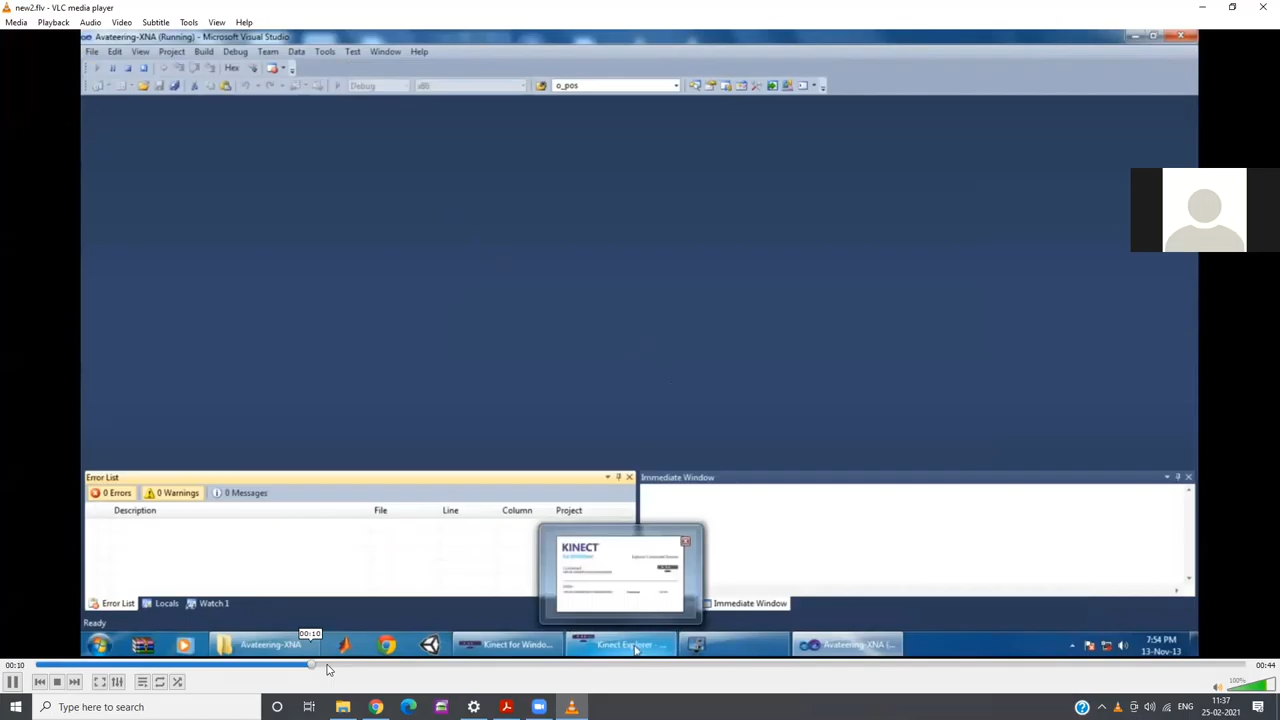 new2.flv - VLC media player
Media Playback Audio Video Subtitle Tools View Help
Avateering-XNA (Running) - Microsoft Visual Studio
File Edit View Project Build Debug Team Data Tools Test Window Help
Hex
Debug x86 o_pos
Error List
Immediate Window
0 Errors 0 Warnings 0 Messages
Description File Line Column Project
KINECT
Error List Locals Watch 1
Immediate Window
Ready
00:10
Avateering-XNA Kinect for Windo... Kinect Explorer - ... Avateering-XNA (...
7:54 PM
13-Nov-13
00:10
00:44
100%
Type here to search
ENG
11:37
25-02-2021